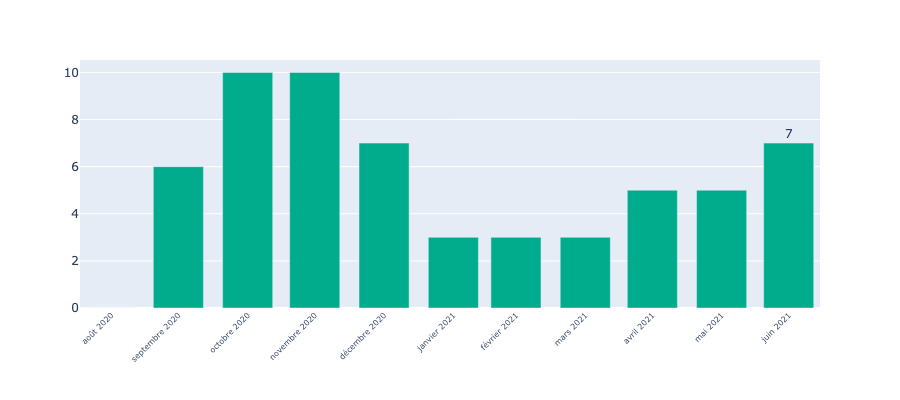 10
8
6
4
2
0
7
août 2020
septembre 2020
octobre 2020
novembre 2020
décembre 2020
janvier 2021
février 2021
mars 2021
avril 2021
mai 2021
juin 2021